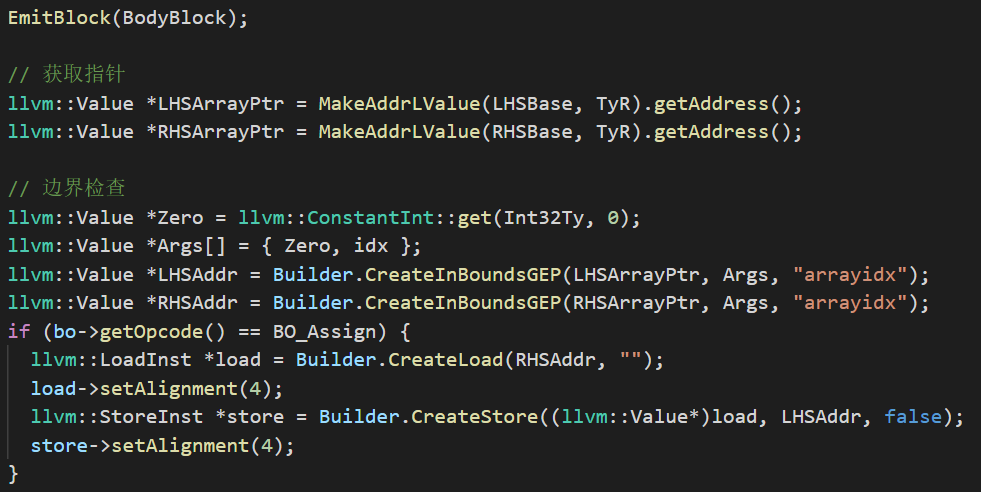 EmitBlock(BodyBlock);
// 获取指针
llvm::Value *LHSArrayPtr = MakeAddrLValue(LHSBase, TyR).getAddress();
llvm::Value *RHSArrayPtr = MakeAddrLValue(RHSBase, TyR).getAddress();
// 边界检查
llvm::Value *Zero = llvm::ConstantInt::get(Int32Ty, 0);
llvm::Value *Args[] = { Zero, idx };
llvm::Value *LHSAddr = Builder.CreateInBoundsGEP(LHSArrayPtr, Args, "arrayidx");
llvm::Value *RHSAddr = Builder.CreateInBoundsGEP(RHSArrayPtr, Args, "arrayidx");
if (bo->getOpcode() == BO_Assign) {
  llvm::LoadInst *load = Builder.CreateLoad(RHSAddr, "");
  load->setAlignment(4);
  llvm::StoreInst *store = Builder.CreateStore((llvm::Value*)load, LHSAddr, false);
  store->setAlignment(4);
}